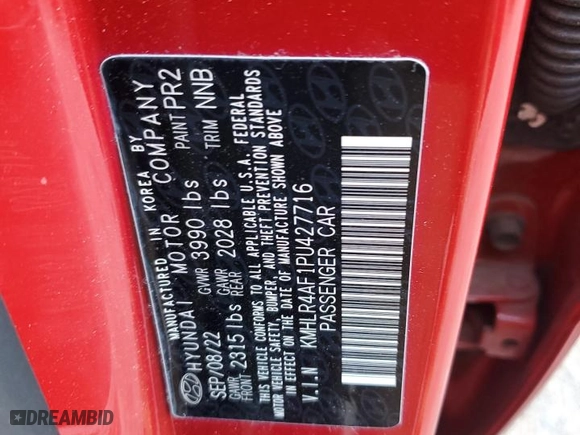 MANUFACTURED IN KOREA BY
HYUNDAI MOTOR COMPANY
SEP/08/22 GVWR 3990 lbs PAINT PR2
GAWR FRONT 2315 lbs GAWR REAR 2028 lbs TRIM NNB
THIS VEHICLE CONFORMS TO ALL APPLICABLE U.S.A. FEDERAL
MOTOR VEHICLE SAFETY, BUMPER, AND THEFT PREVENTION STANDARDS
IN EFFECT ON THE DATE OF MANUFACTURE SHOWN ABOVE
V.I.N KMHLR4AF1PU427716
PASSENGER CAR
DREAMBID